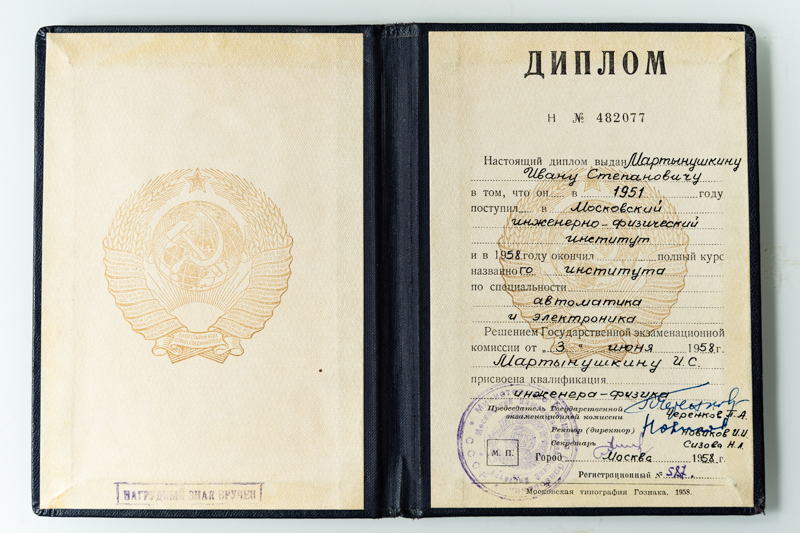 ДИПЛОМ
Н № 482077
Настоящий диплом выдан Мартынушкину
Ивану Степановичу
в том, что он в 1951 году
поступил в Московский
инженерно-физический
институт
и в 1958 году окончил полный курс
названного института
по специальности
автоматика
и электроника
Решением Государственной экзаменационной
комиссии от „3" июня 1958 г.
Мартынушкину И.С.
присвоена квалификация
инженера-физика
Председатель Государственной
экзаменационной комиссии Черенков П.А.
Ректор (директор) Новиков И.И.
Секретарь Сизова Н.А.
М. П.
Город Москва 1958 г.
Регистрационный № 587.
Московская типография Гознака. 1958.
НАГРУДНЫЙ ЗНАК ВРУЧЕН